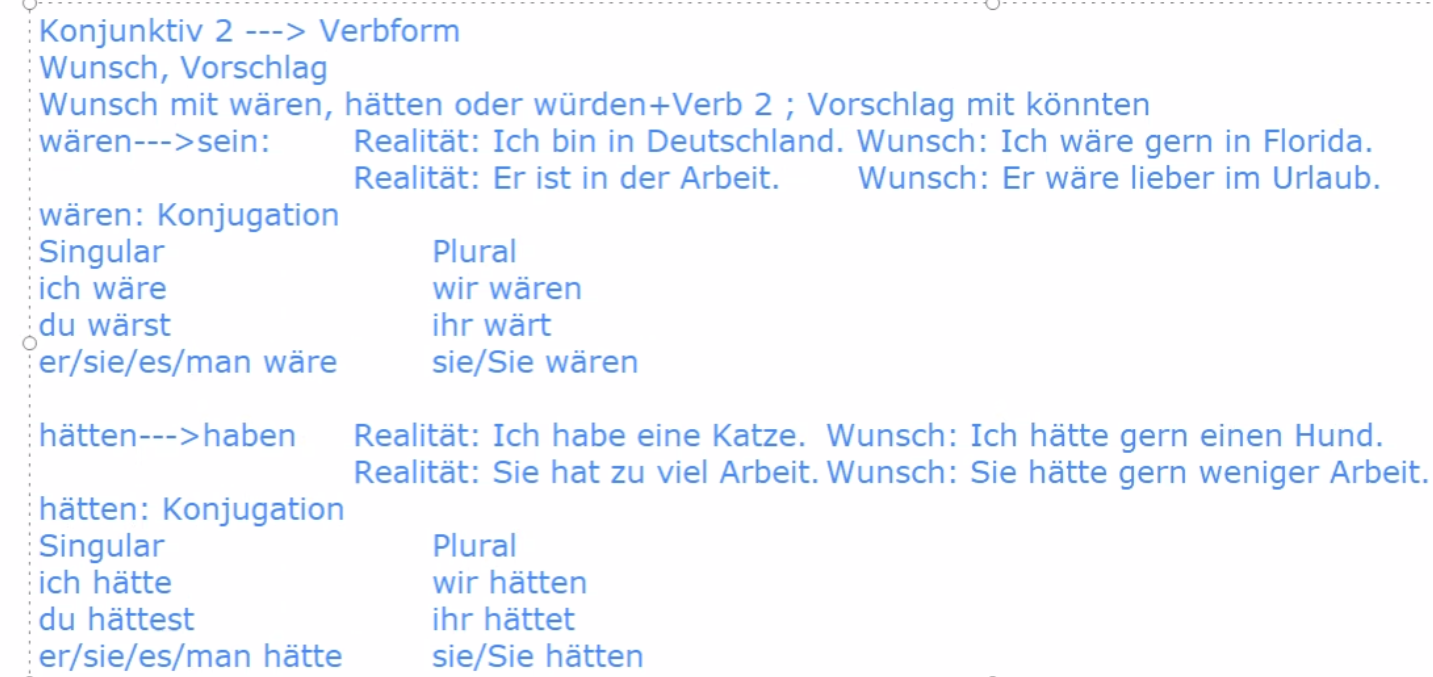 Konjunktiv 2 ---> Verbform
Wunsch, Vorschlag
Wunsch mit wären, hätten oder würden+Verb 2 ; Vorschlag mit könnten
wären--->sein: Realität: Ich bin in Deutschland. Wunsch: Ich wäre gern in Florida.
Realität: Er ist in der Arbeit. Wunsch: Er wäre lieber im Urlaub.
wären: Konjugation
Singular Plural
ich wäre wir wären
du wärst ihr wärt
er/sie/es/man wäre sie/Sie wären
hätten--->haben Realität: Ich habe eine Katze. Wunsch: Ich hätte gern einen Hund.
Realität: Sie hat zu viel Arbeit. Wunsch: Sie hätte gern weniger Arbeit.
hätten: Konjugation
Singular Plural
ich hätte wir hätten
du hättest ihr hättet
er/sie/es/man hätte sie/Sie hätten